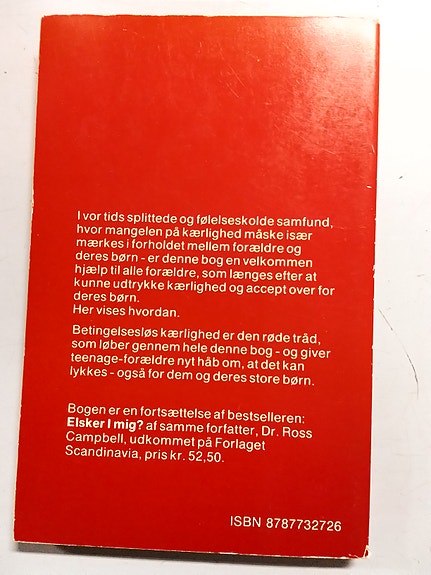 I vor tids splittede og følelseskolde samfund,
hvor mangelen på kærlighed måske især
mærkes i forholdet mellem forældre og
deres børn - er denne bog en velkommen
hjælp til alle forældre, som længes efter at
kunne udtrykke kærlighed og accept over for
deres børn.
Her vises hvordan.
Betingelsesløs kærlighed er den røde tråd,
som løber gennem hele denne bog - og giver
teenage-forældre nyt håb om, at det kan
lykkes - også for dem og deres store børn.
Bogen er en fortsættelse af bestselleren:
Elsker I mig? af samme forfatter, Dr. Ross
Campbell, udkommet på Forlaget
Scandinavia, pris kr. 52,50.
ISBN 8787732726